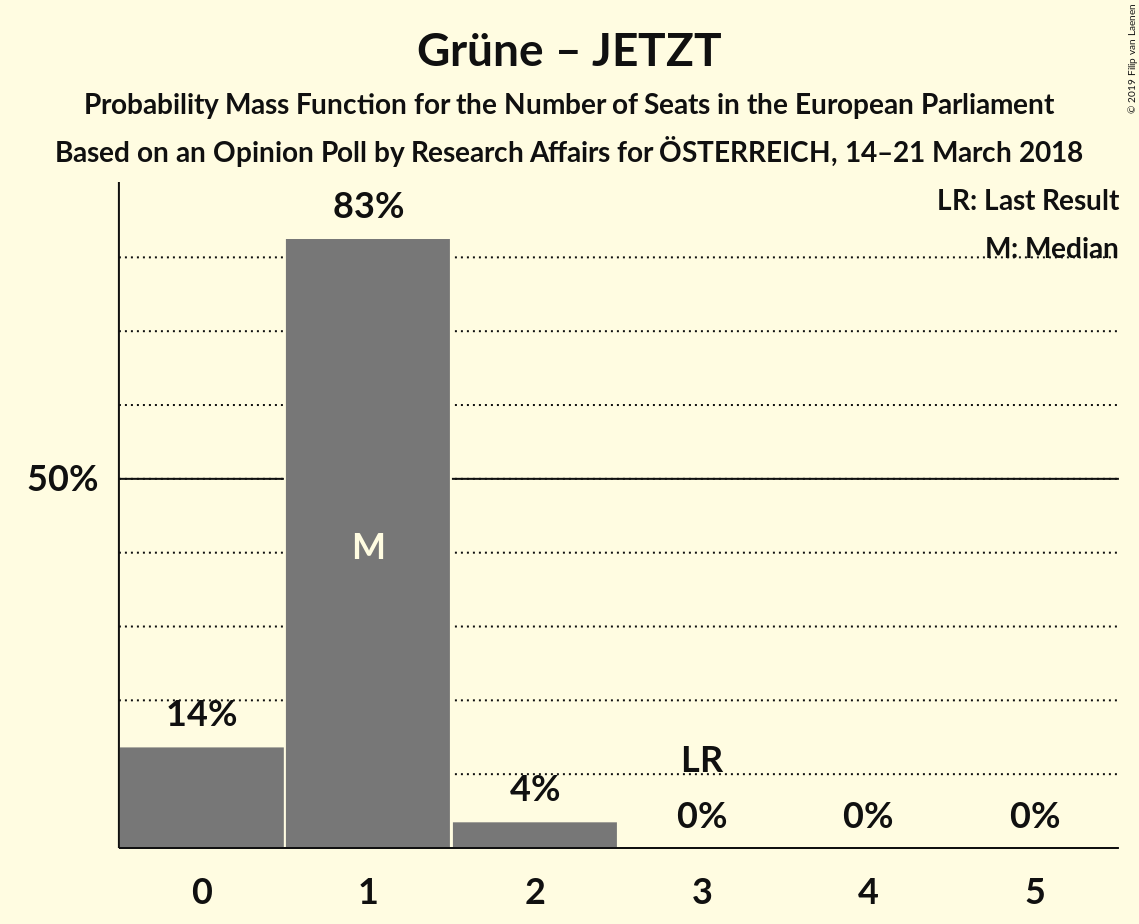 Grüne – JETZT
Probability Mass Function for the Number of Seats in the European Parliament
Based on an Opinion Poll by Research Affairs for ÖSTERREICH, 14–21 March 2018
© 2019 Filip van Laenen
LR: Last Result
M: Median
83%
50%
M
14%
LR
4%
0%
0%
0%
0
1
2
3
4
5